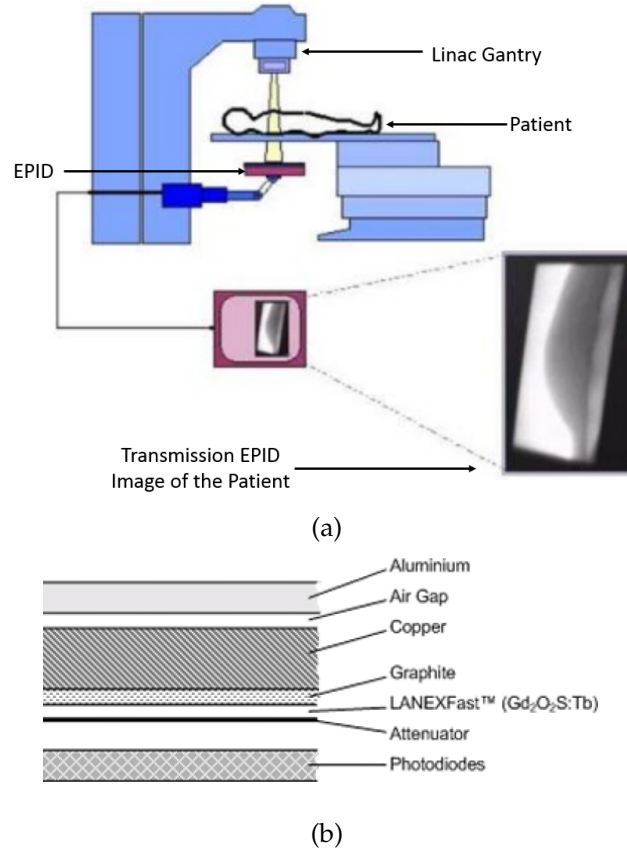 Linac Gantry
Patient
EPID
Transmission EPID
Image of the Patient
(a)
Aluminium
Air Gap
Copper
Graphite
LANEXFast™ (Gd₂O₂S:Tb)
Attenuator
Photodiodes
(b)